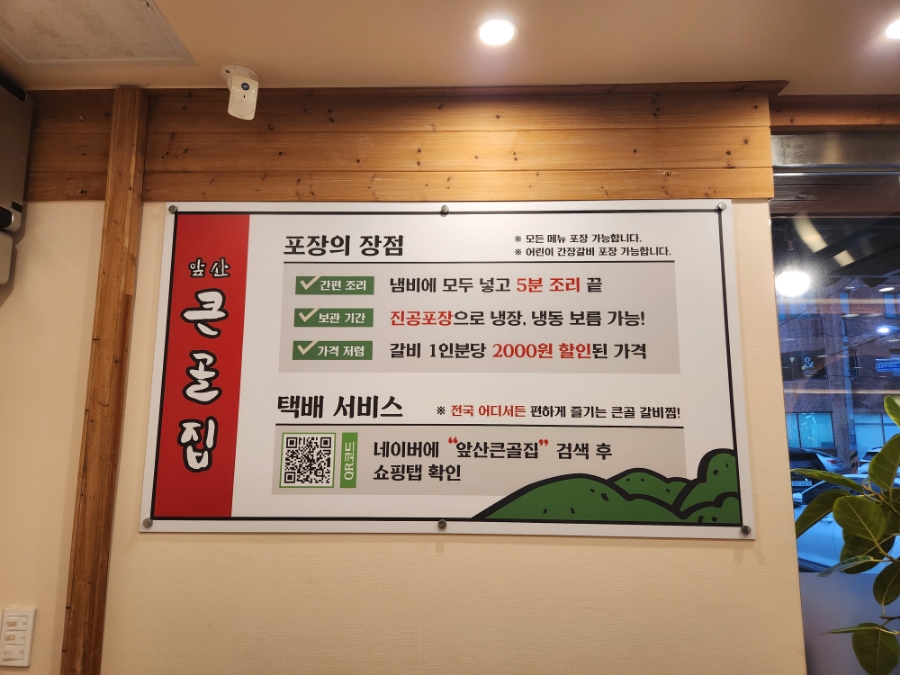 앞산
큰골집
포장의 장점
※ 모든 메뉴 포장 가능합니다.
※ 어린이 간장갈비 포장 가능합니다.
간편 조리
냄비에 모두 넣고 5분 조리 끝
보관 기간
진공포장으로 냉장, 냉동 보름 가능!
가격 저렴
갈비 1인분당 2000원 할인된 가격
택배 서비스
※ 전국 어디서든 편하게 즐기는 큰골 갈비찜!
QR코드
네이버에 “앞산큰골집” 검색 후
쇼핑탭 확인